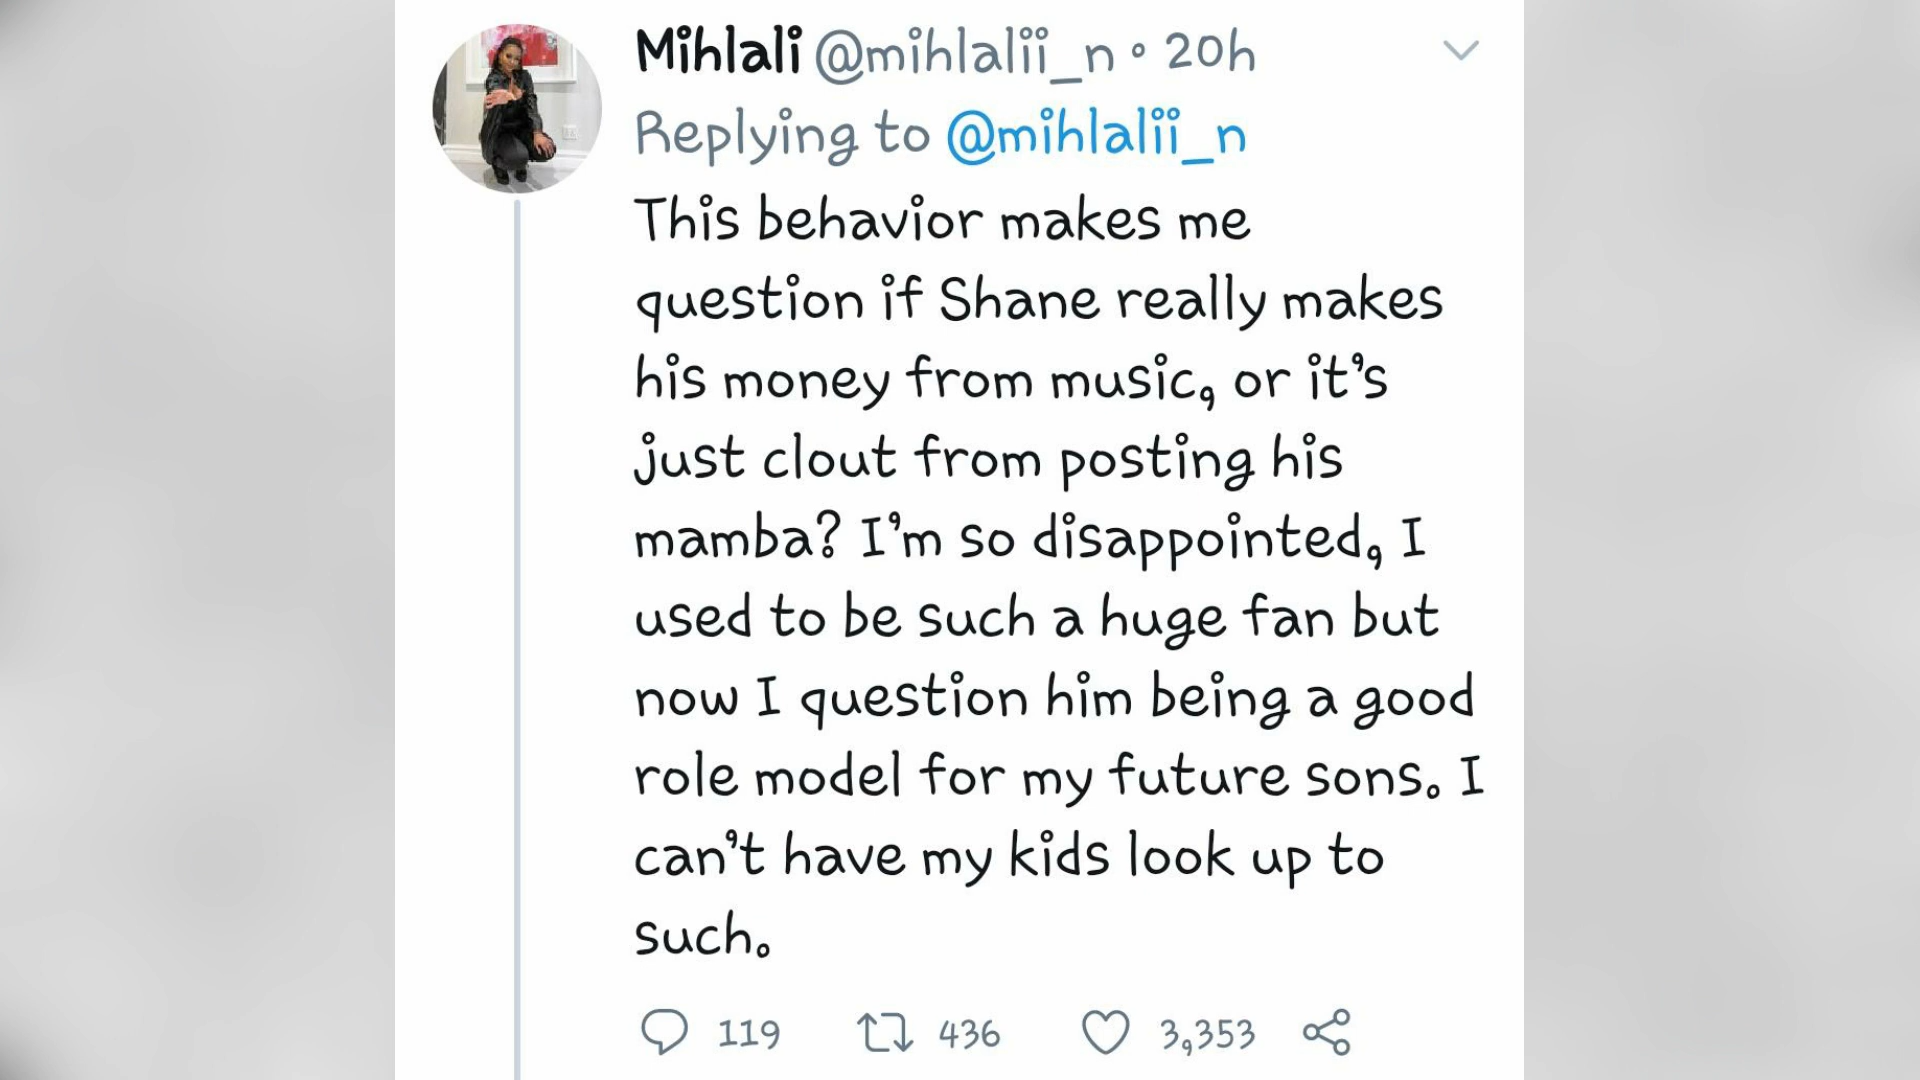 Mihlali @mihlalii_n • 20h
Replying to @mihlalii_n
This behavior makes me
question if Shane really makes
his money from music, or it's
just clout from posting his
mamba? I'm so disappointed, I
used to be such a huge fan but
now I question him being a good
role model for my future sons. I
can't have my kids look up to
such.
119 436 3,353